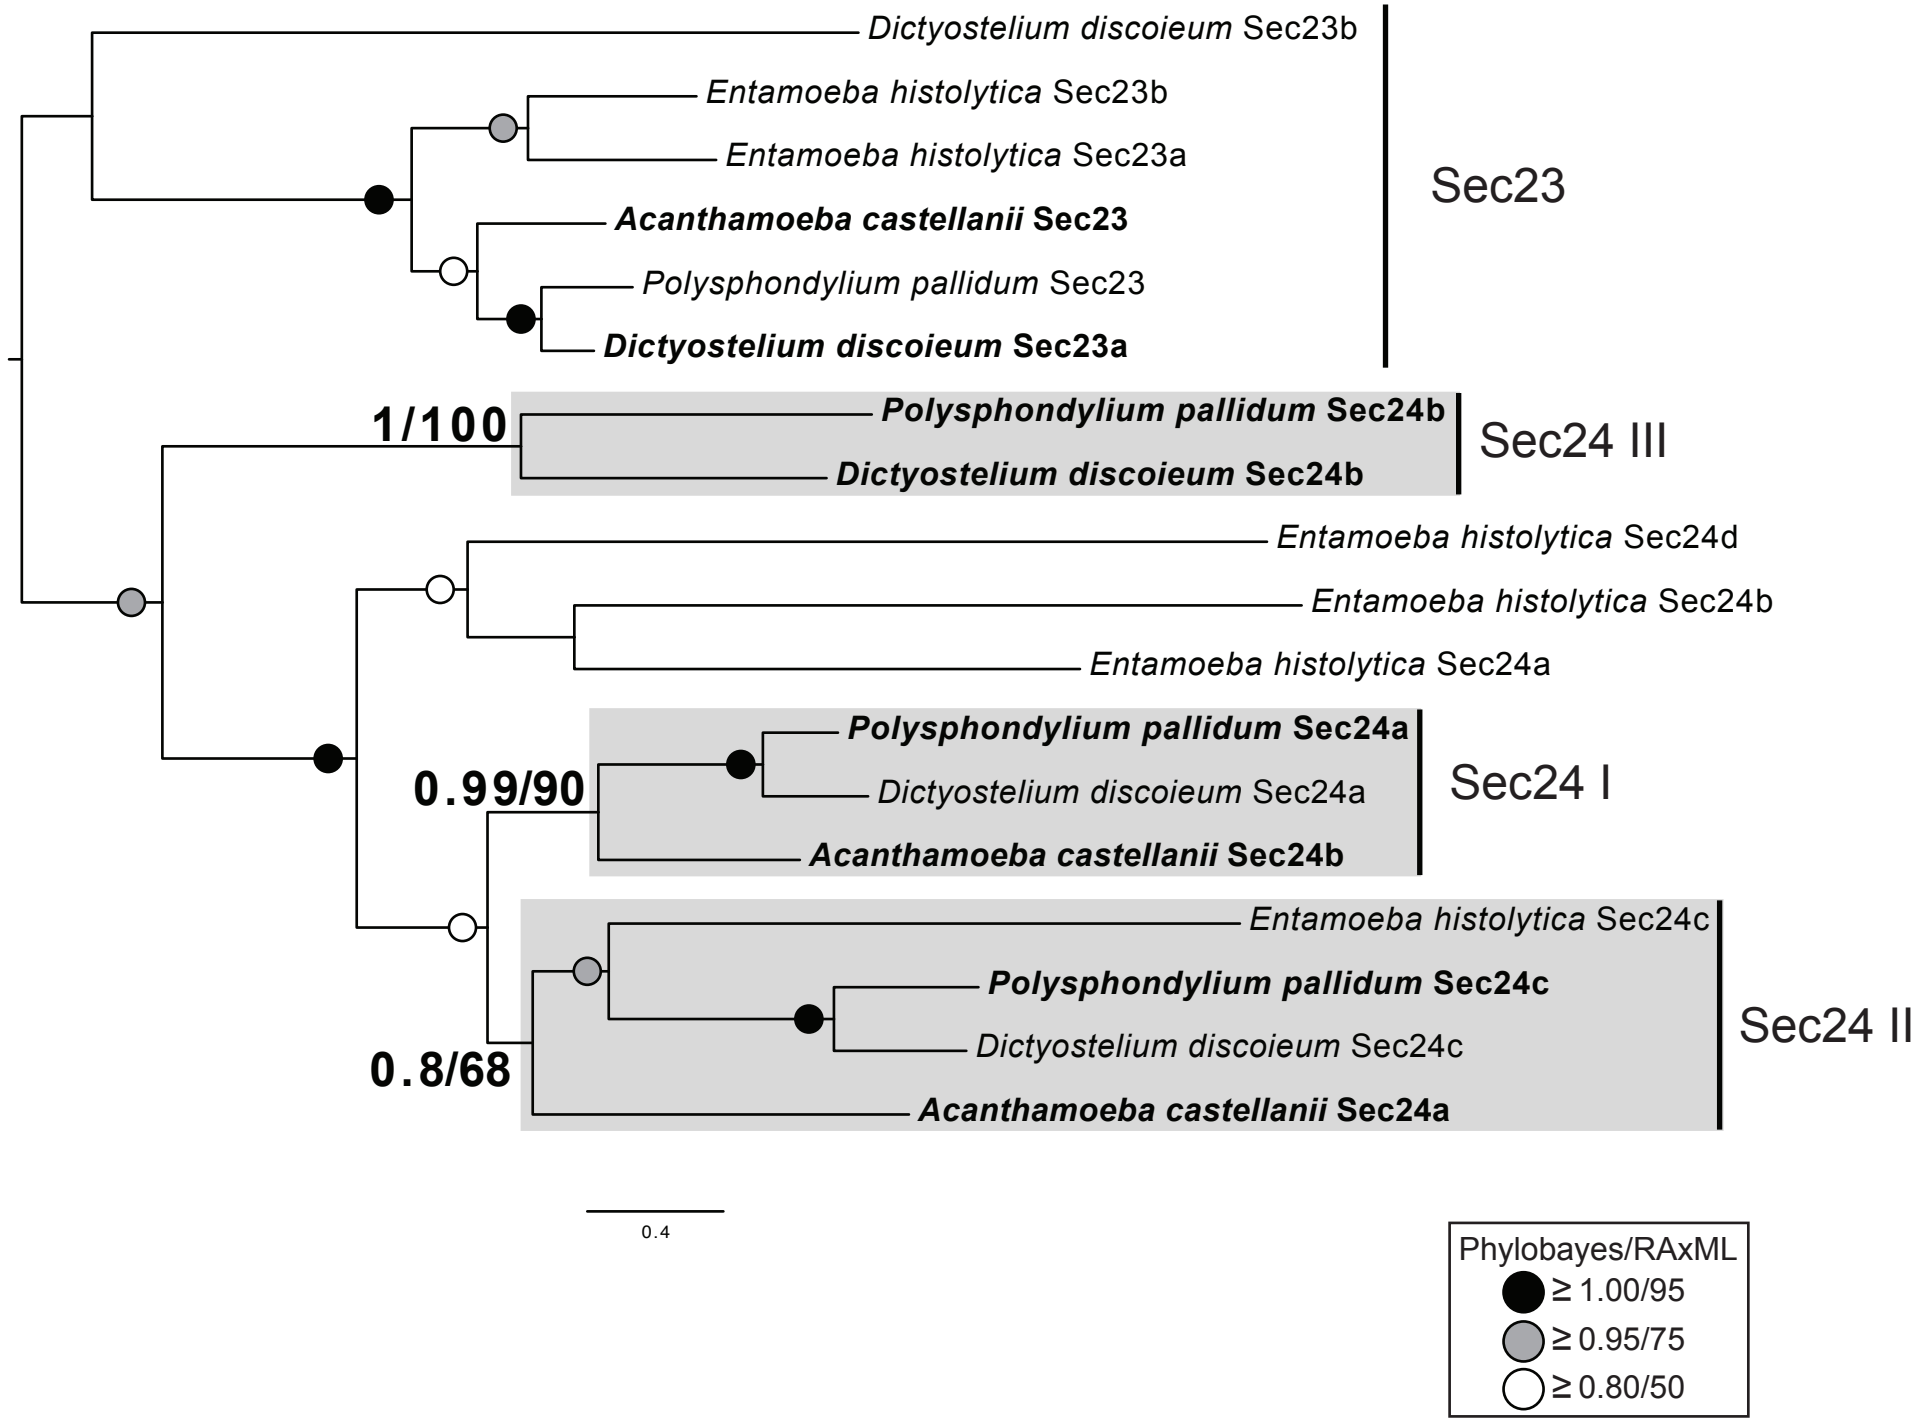 Dictyostelium discoieum Sec23b
Entamoeba histolytica Sec23b
Entamoeba histolytica Sec23a
Sec23
Acanthamoeba castellanii Sec23
Polysphondylium pallidum Sec23
Dictyostelium discoieum Sec23a
1/100
Polysphondylium pallidum Sec24b
Sec24 III
Dictyostelium discoieum Sec24b
Entamoeba histolytica Sec24d
Entamoeba histolytica Sec24b
Entamoeba histolytica Sec24a
Polysphondylium pallidum Sec24a
0.99/90
Dictyostelium discoieum Sec24a
Sec24 I
Acanthamoeba castellanii Sec24b
Entamoeba histolytica Sec24c
Polysphondylium pallidum Sec24c
Sec24 II
Dictyostelium discoieum Sec24c
0.8/68
Acanthamoeba castellanii Sec24a
0.4
Phylobayes/RAxML
≥ 1.00/95
≥ 0.95/75
≥ 0.80/50